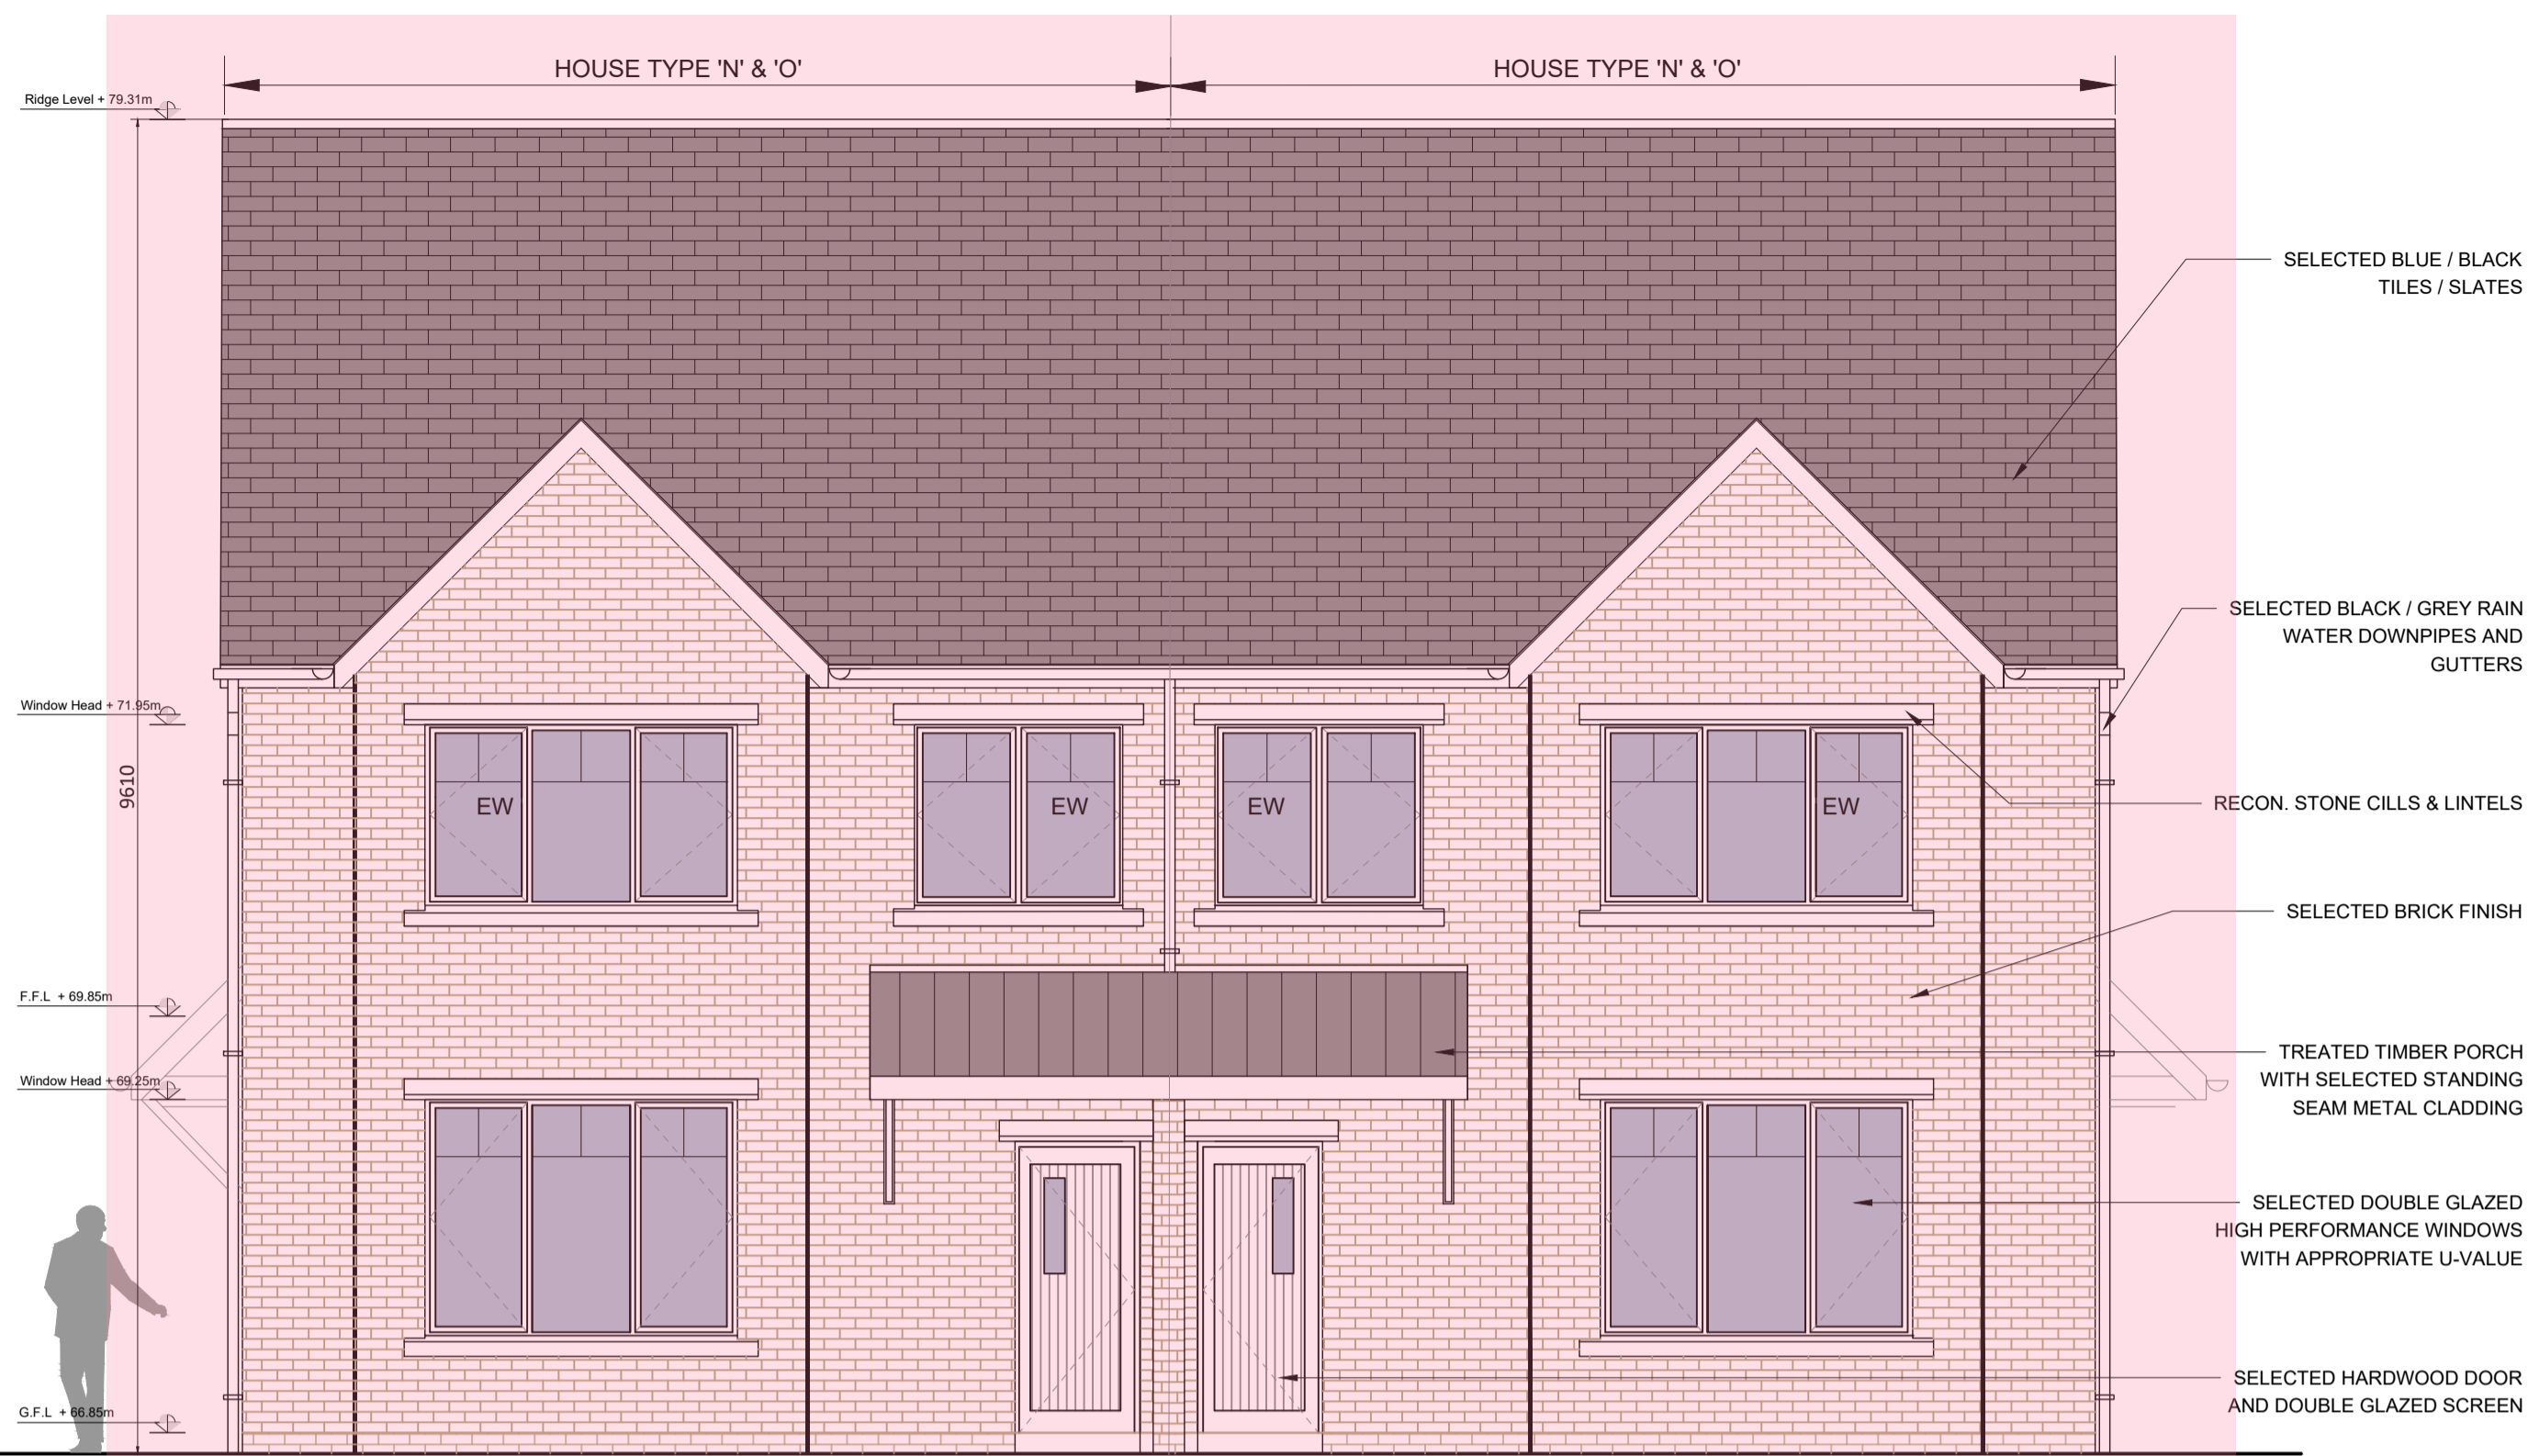 HOUSE TYPE 'N' & 'O'
HOUSE TYPE 'N' & 'O'
Ridge Level + 79.31m
SELECTED BLUE / BLACK
TILES / SLATES
SELECTED BLACK / GREY RAIN
WATER DOWNPIPES AND
GUTTERS
Window Head + 71.95m
9610
EW
EW
EW
EW
RECON. STONE CILLS & LINTELS
SELECTED BRICK FINISH
F.F.L + 69.85m
TREATED TIMBER PORCH
WITH SELECTED STANDING
SEAM METAL CLADDING
Window Head + 69.25m
SELECTED DOUBLE GLAZED
HIGH PERFORMANCE WINDOWS
WITH APPROPRIATE U-VALUE
SELECTED HARDWOOD DOOR
AND DOUBLE GLAZED SCREEN
G.F.L + 66.85m